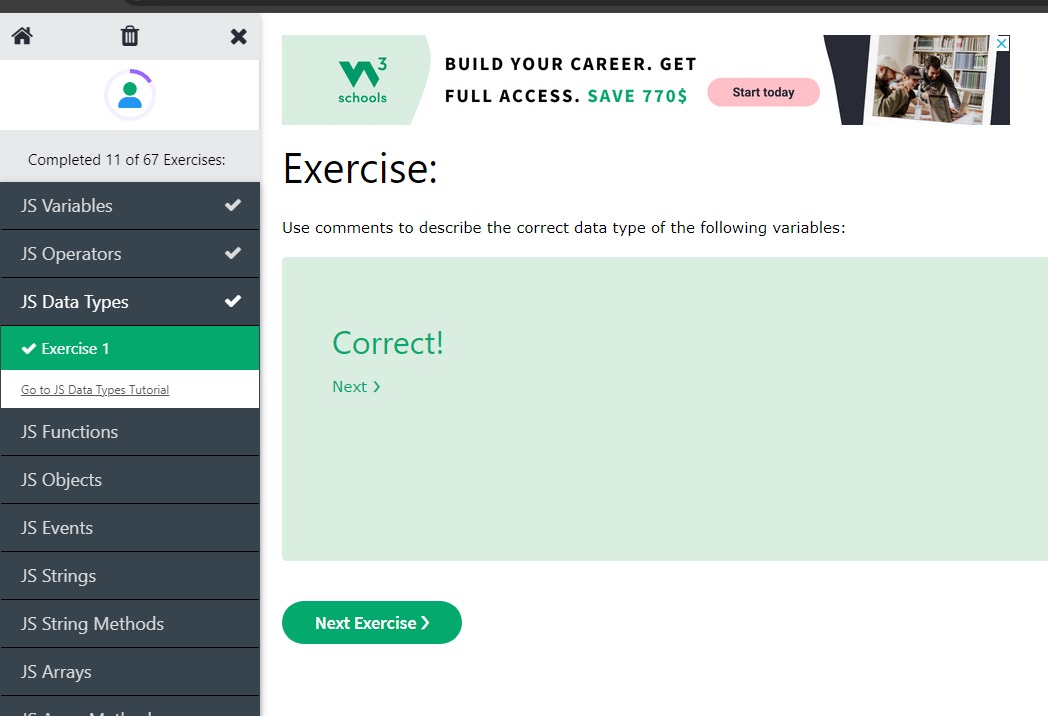 Completed 11 of 67 Exercises:
JS Variables
JS Operators
JS Data Types
Exercise 1
Go to JS Data Types Tutorial
JS Functions
JS Objects
JS Events
JS Strings
JS String Methods
JS Arrays
W3
schools
BUILD YOUR CAREER. GET
FULL ACCESS. SAVE 770$
Start today
Exercise:
Use comments to describe the correct data type of the following variables:
Correct!
Next ❯
Next Exercise ❯